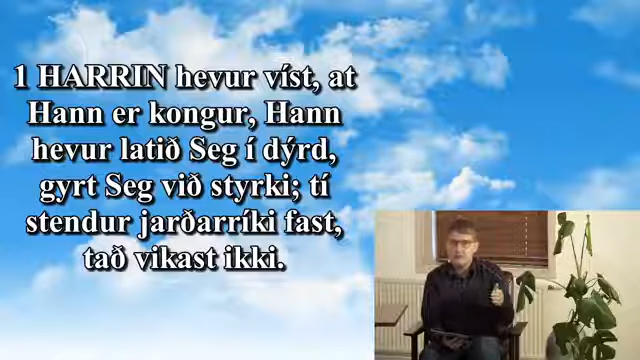 1 HARRIN hevur víst, at
Hann er kongur, Hann
hevur latið Seg í dýrd,
gyrt Seg við styrki; tí
stendur jarðarríki fast,
tað vikast ikki.